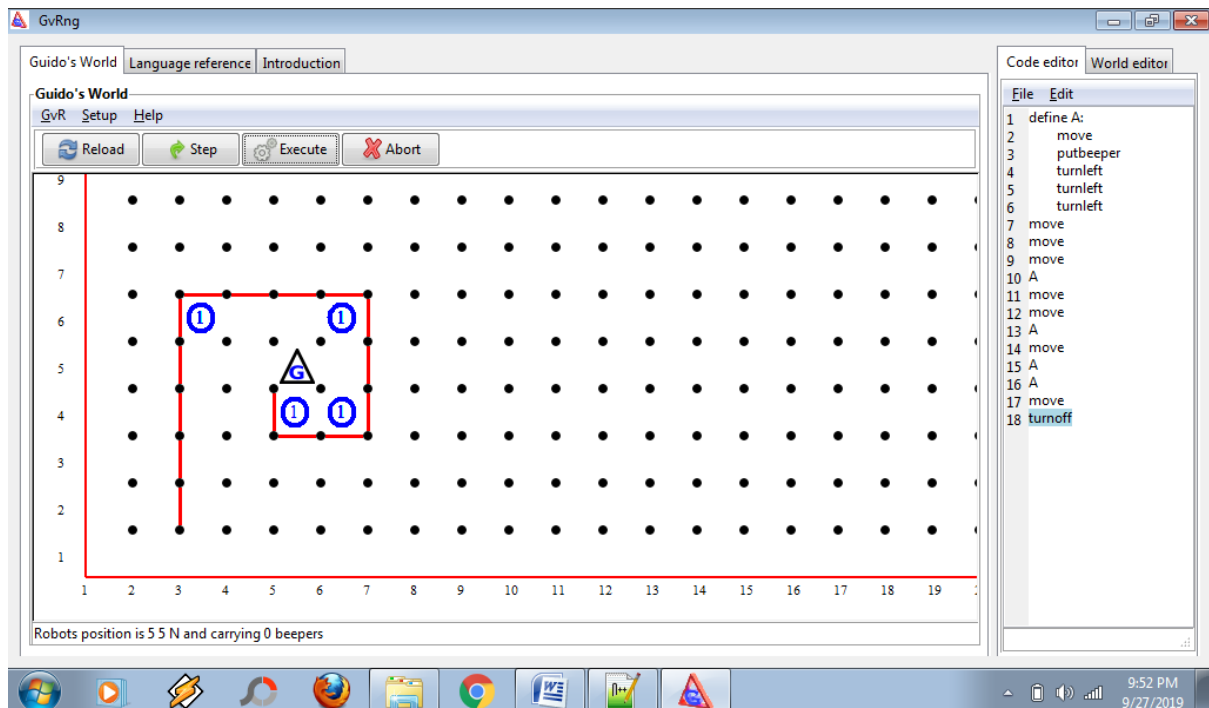 GvRng
Guido's World Language reference Introduction
Guido's World
GvR Setup Help
Reload Step Execute Abort
9
8
7
6
5
4
3
2
1
1 1
G
1 1
1 2 3 4 5 6 7 8 9 10 11 12 13 14 15 16 17 18 19
Robots position is 5 5 N and carrying 0 beepers
Code editor World editor
File Edit
1 define A:
2 move
3 putbeeper
4 turnleft
5 turnleft
6 turnleft
7 move
8 move
9 move
10 A
11 move
12 move
13 A
14 move
15 A
16 A
17 move
18 turnoff
9:52 PM
9/27/2019